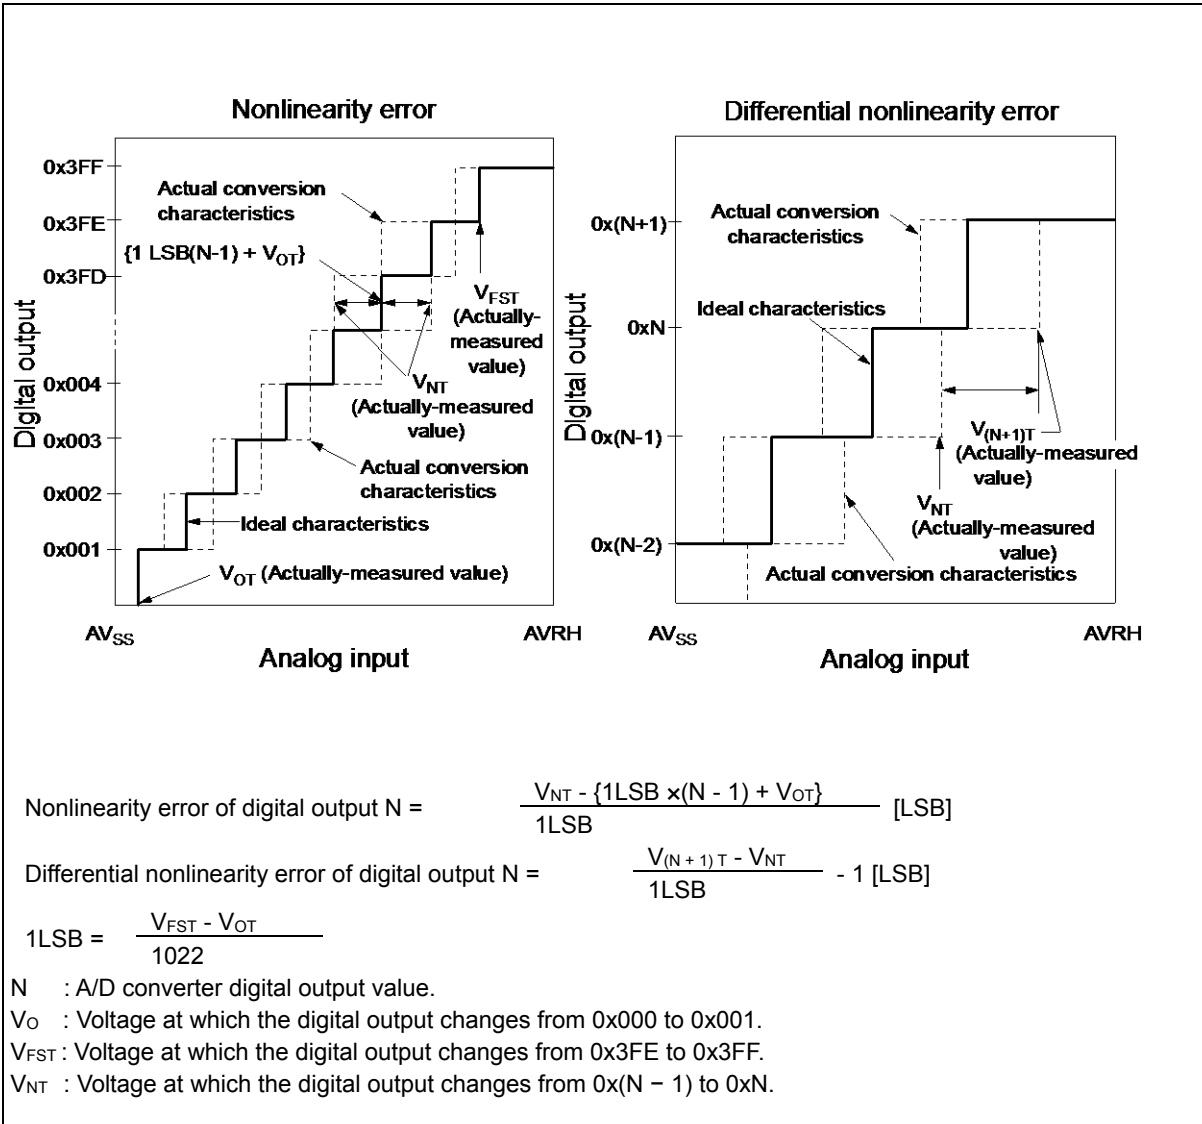 Nonlinearity error
0x3FF
0x3FE
0x3FD
0x004
0x003
0x002
0x001
Digital output
Actual conversion
characteristics
{1 LSB(N-1) + VOT}
VFST
(Actually-
measured
value)
VNT
(Actually-measured
value)
Actual conversion
characteristics
Ideal characteristics
VOT (Actually-measured value)
AVSS
AVRH
Analog input
Differential nonlinearity error
0x(N+1)
0xN
0x(N-1)
0x(N-2)
Digital output
Actual conversion
characteristics
Ideal characteristics
V(N+1)T
(Actually-measured
value)
VNT
(Actually-measured
value)
Actual conversion characteristics
AVSS
AVRH
Analog input
Nonlinearity error of digital output N =
VNT - {1LSB ×(N - 1) + VOT}
1LSB
[LSB]
Differential nonlinearity error of digital output N =
V(N + 1) T - VNT
1LSB
- 1 [LSB]
1LSB =
VFST - VOT
1022
N : A/D converter digital output value.
VO : Voltage at which the digital output changes from 0x000 to 0x001.
VFST : Voltage at which the digital output changes from 0x3FE to 0x3FF.
VNT : Voltage at which the digital output changes from 0x(N − 1) to 0xN.